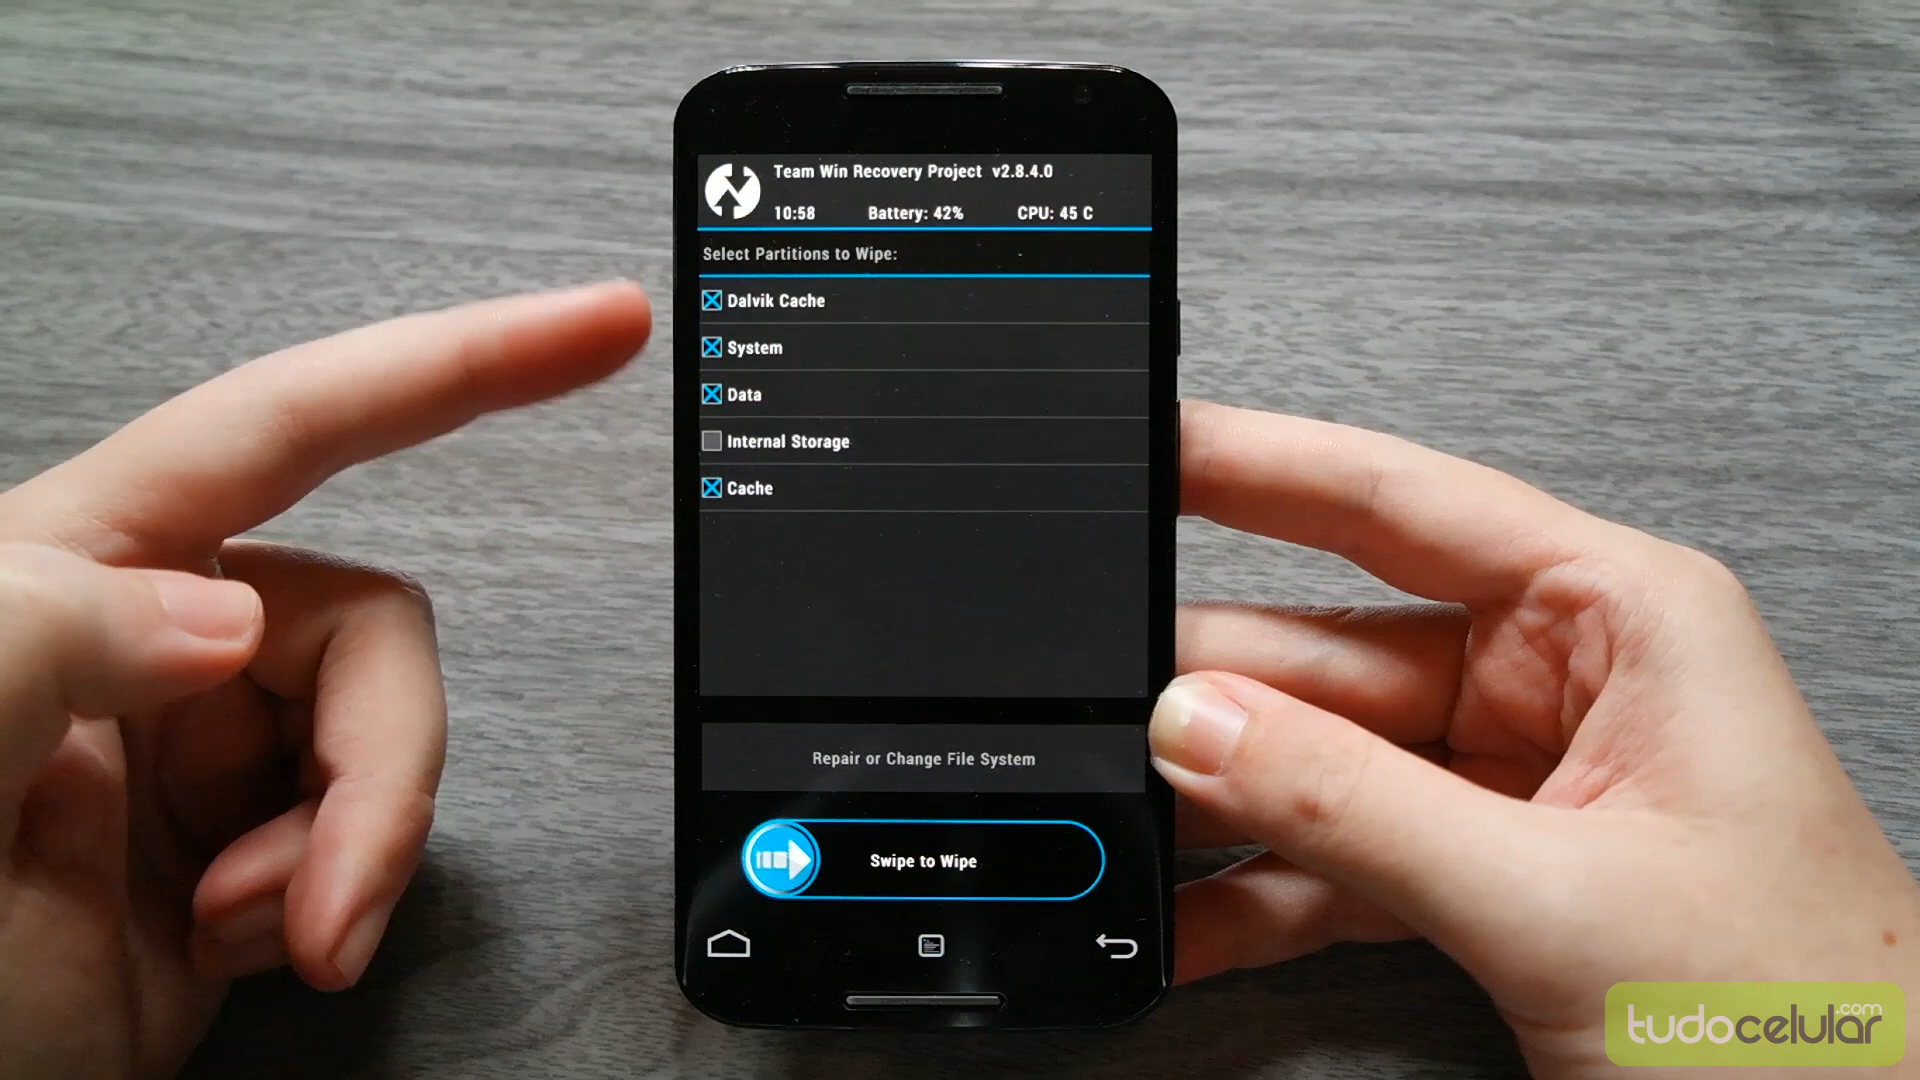 Team Win Recovery Project v2.8.4.0
10:58 Battery: 42% CPU: 45 C
Select Partitions to Wipe:
Dalvik Cache
System
Data
Internal Storage
Cache
Repair or Change File System
Swipe to Wipe
tudocelular.com